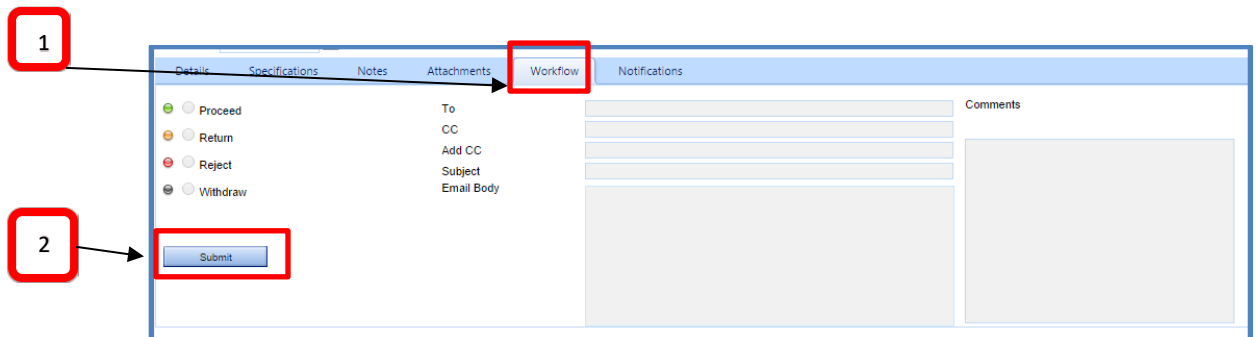 1
Details Specifications Notes Attachments Workflow Notifications
Proceed
Return
Reject
Withdraw
To
CC
Add CC
Subject
Email Body
Comments
2
Submit